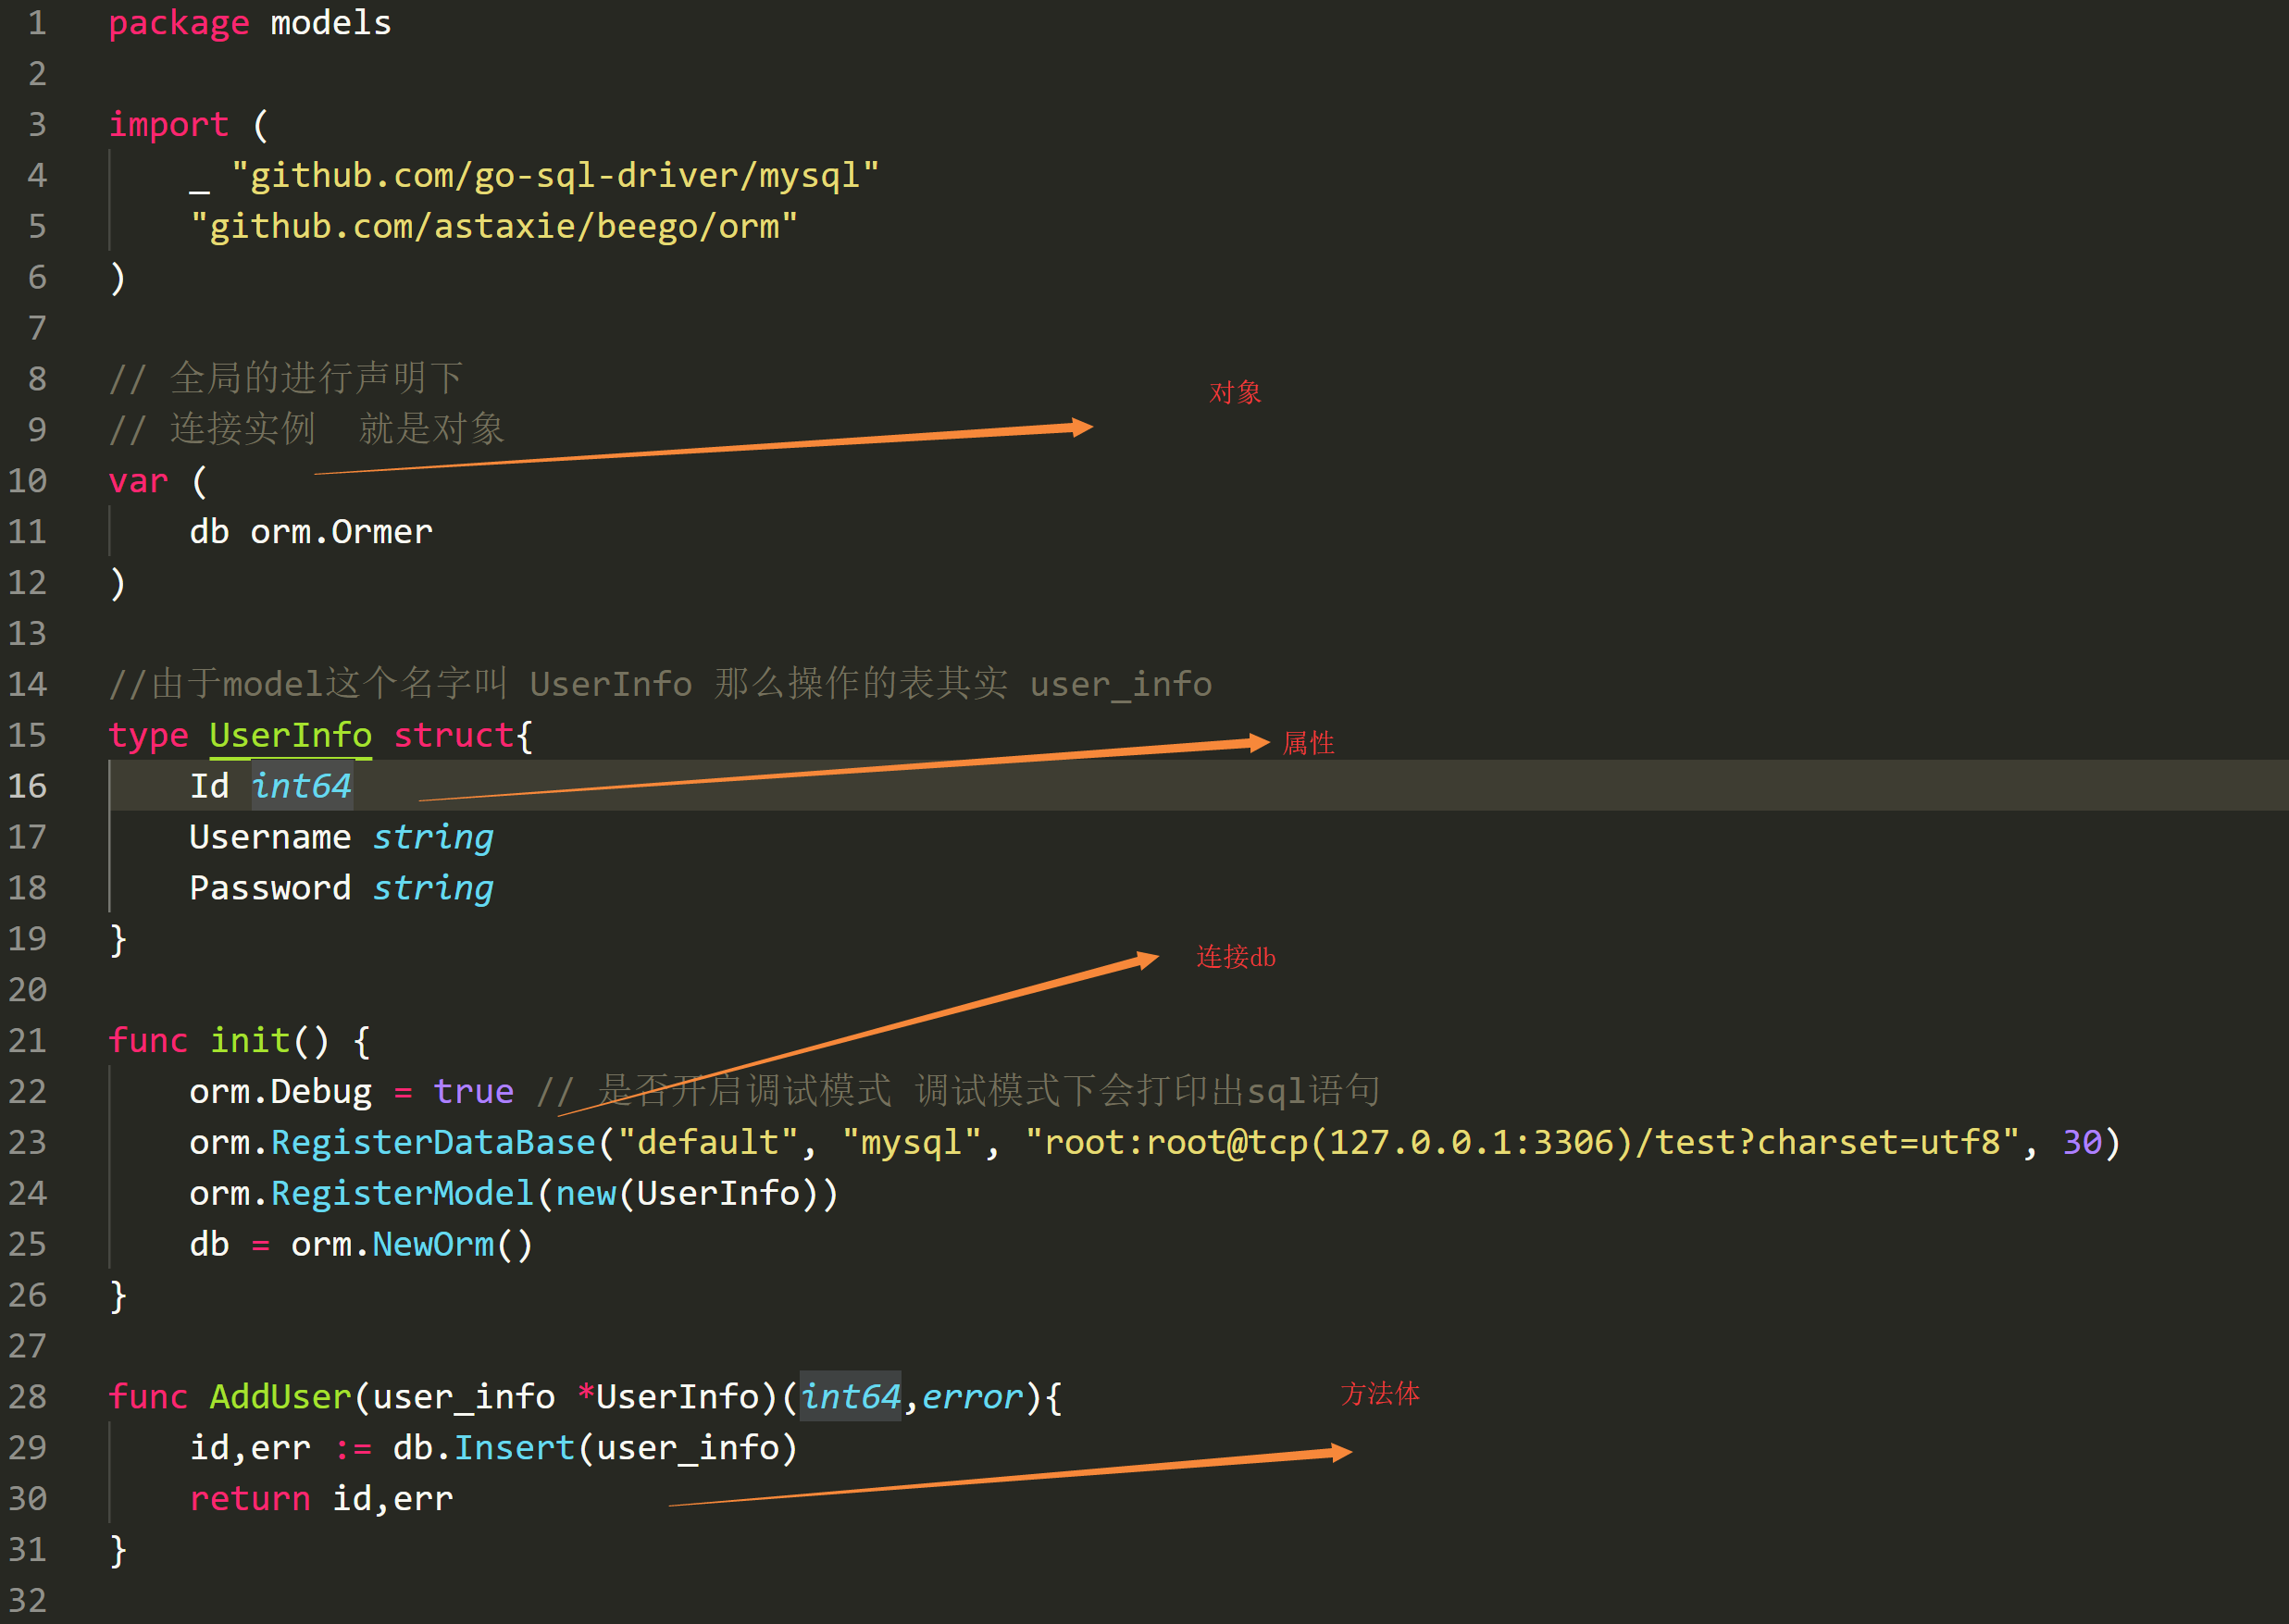 1 package models
2
3 import (
4 _ "github.com/go-sql-driver/mysql"
5 "github.com/astaxie/beego/orm"
6 )
7
8 // 全局的进行声明下
对象
9 // 连接实例 就是对象
10 var (
11 db orm.Ormer
12 )
13
14 //由于model这个名字叫 UserInfo 那么操作的表其实 user_info
15 type UserInfo struct{
属性
16 Id int64
17 Username string
18 Password string
19 }
连接db
20
21 func init() {
22 orm.Debug = true // 是否开启调试模式 调试模式下会打印出sql语句
23 orm.RegisterDataBase("default", "mysql", "root:root@tcp(127.0.0.1:3306)/test?charset=utf8", 30)
24 orm.RegisterModel(new(UserInfo))
25 db = orm.NewOrm()
26 }
27
28 func AddUser(user_info *UserInfo)(int64,error){
方法体
29 id,err := db.Insert(user_info)
30 return id,err
31 }
32